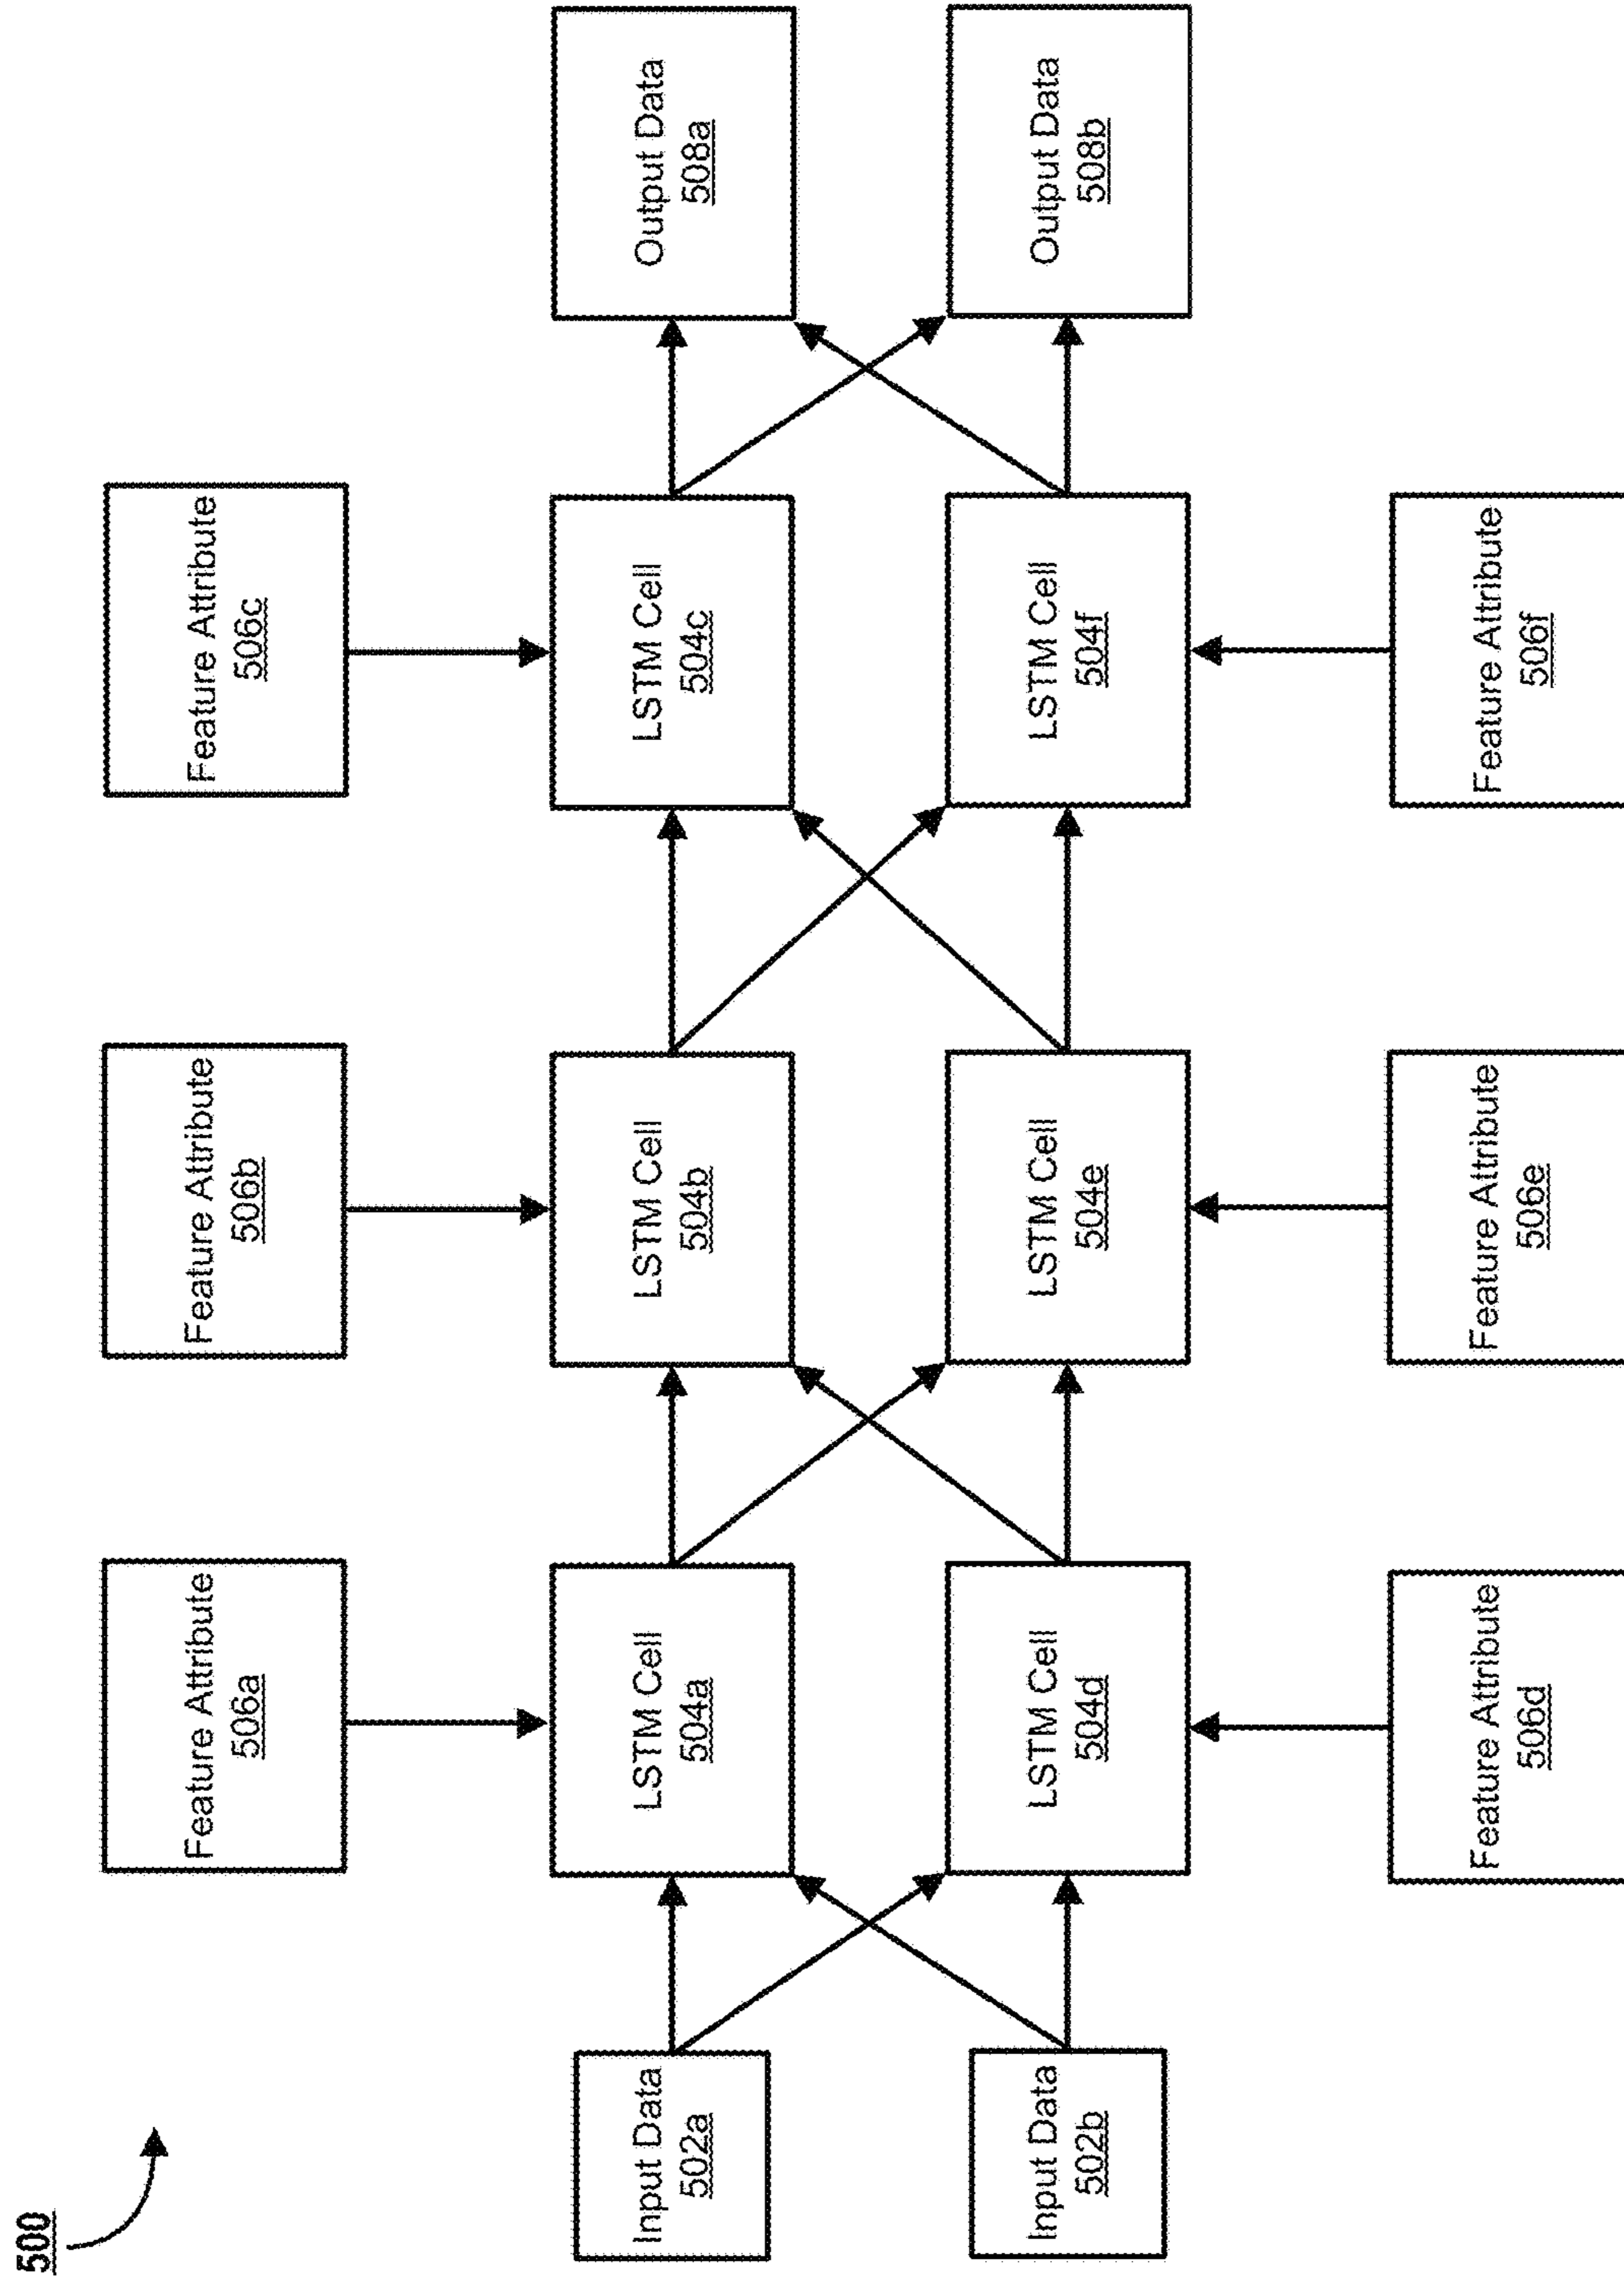 500
Feature Attribute
506a
Feature Attribute
506b
Feature Attribute
506c
Input Data
502a
LSTM Cell
504a
LSTM Cell
504b
LSTM Cell
504c
Output Data
508a
Input Data
502b
LSTM Cell
504d
LSTM Cell
504e
LSTM Cell
504f
Output Data
508b
Feature Attribute
506d
Feature Attribute
506e
Feature Attribute
506f